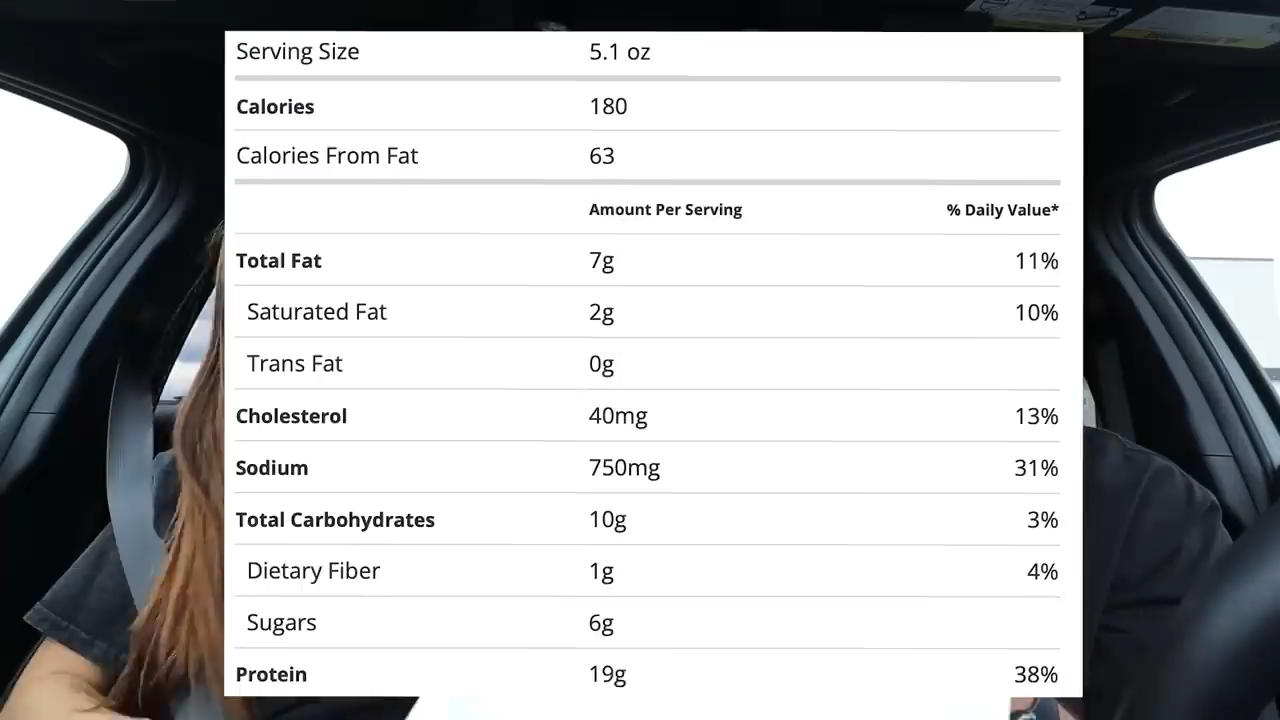 Serving Size 5.1 oz
Calories 180
Calories From Fat 63
Amount Per Serving % Daily Value*
Total Fat 7g 11%
Saturated Fat 2g 10%
Trans Fat 0g
Cholesterol 40mg 13%
Sodium 750mg 31%
Total Carbohydrates 10g 3%
Dietary Fiber 1g 4%
Sugars 6g
Protein 19g 38%